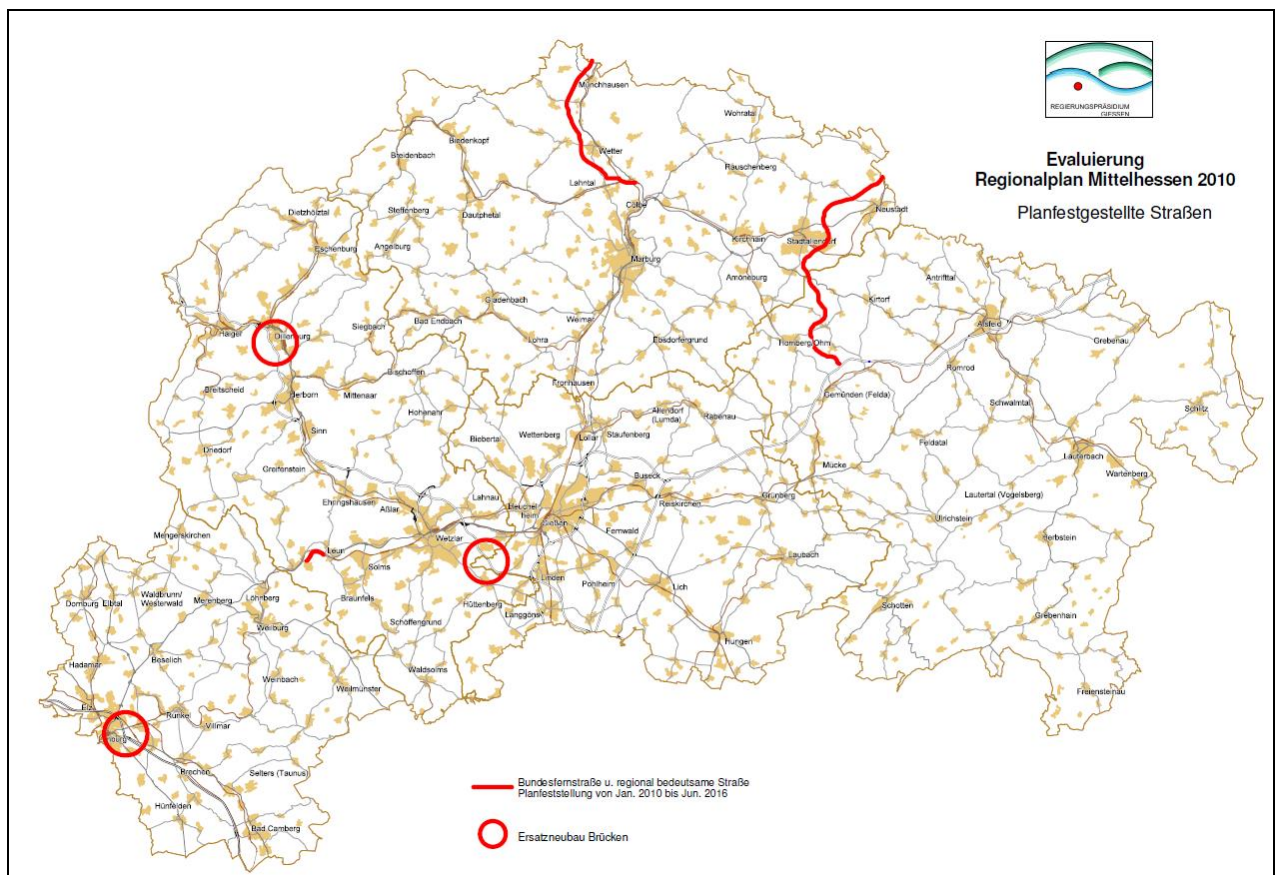 REGIERUNGSPRÄSIDIUM
GIESSEN
Evaluierung
Regionalplan Mittelhessen 2010
Planfestgestellte Straßen
Münchhausen
Wohratal
Biedenkopf
Breidenbach
Wetter
Rauschenberg
Lahntal
Dietzhölztal
Steffenberg
Dautphetal
Cölbe
Neustadt
Eschenburg
Angelburg
Kirchhain
Stadtallendorf
Marburg
Amöneburg
Antrifttal
Kirtorf
Gladenbach
Haiger
Dillenburg
Siegbach
Bad Endbach
Weimar
Alsfeld
Lohra
Ebsdorfergrund
Homberg/Ohm
Grebenau
Bischoffen
Romrod
Breitscheid
Mittenaar
Fronhausen
Gemünden (Felda)
Herborn
Schwalmtal
Hohenahr
Allendorf
(Lumda)
Rabenau
Schlitz
Sinn
Biebertal
Wettenberg
Lollar
Staufenberg
Feldatal
Driedorf
Lauterbach
Greifenstein
Buseck
Mücke
Wartenberg
Ehringshausen
Lahnau
Reiskirchen
Grünberg
Lautertal (Vogelsberg)
Aßlar
Heuchel-
heim
Gießen
Ulrichstein
Mengerskirchen
Wetzlar
Fernwald
Herbstein
Leun
Solms
Linden
Pohlheim
Laubach
Waldbrunn/
Westerwald
Dornburg
Elbtal
Merenberg
Löhnberg
Braunfels
Hüttenberg
Lich
Schotten
Grebenhain
Weilburg
Schöffengrund
Langgöns
Hungen
Hadamar
Beselich
Waldsolms
Weinbach
Weilmünster
Freiensteinau
Elz
Runkel
Villmar
Limburg
Brechen
Selters (Taunus)
Hünfelden
Bad Camberg
Bundesfernstraße u. regional bedeutsame Straße
Planfeststellung von Jan. 2010 bis Jun. 2016
Ersatzneubau Brücken